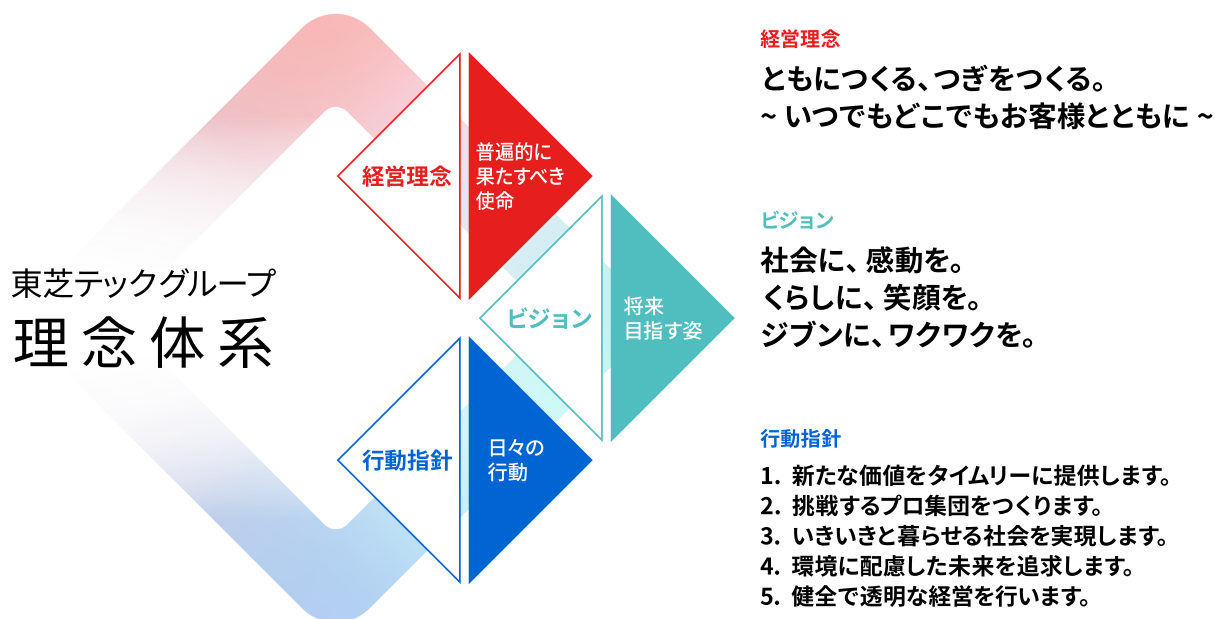 東芝テックグループ
理念体系
経営理念
普遍的に
果たすべき
使命
ビジョン
将来
目指す姿
行動指針
日々の
行動
経営理念
ともにつくる、つぎをつくる。
~ いつでもどこでもお客様とともに ~
ビジョン
社会に、感動を。
くらしに、笑顔を。
ジブンに、ワクワクを。
行動指針
1. 新たな価値をタイムリーに提供します。
2. 挑戦するプロ集団をつくります。
3. いきいきと暮らせる社会を実現します。
4. 環境に配慮した未来を追求します。
5. 健全で透明な経営を行います。